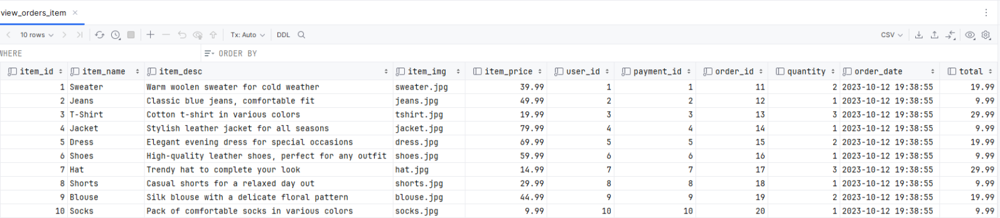 view_orders_item
10 rows Tx: Auto DDL CSV
WHERE ORDER BY
item_id item_name item_desc item_img item_price user_id payment_id order_id quantity order_date total
1 Sweater Warm woolen sweater for cold weather sweater.jpg 39.99 1 1 11 2 2023-10-12 19:38:55 19.99
2 Jeans Classic blue jeans, comfortable fit jeans.jpg 49.99 2 2 12 1 2023-10-12 19:38:55 9.99
3 T-Shirt Cotton t-shirt in various colors tshirt.jpg 19.99 3 3 13 3 2023-10-12 19:38:55 29.99
4 Jacket Stylish leather jacket for all seasons jacket.jpg 79.99 4 4 14 1 2023-10-12 19:38:55 9.99
5 Dress Elegant evening dress for special occasions dress.jpg 69.99 5 5 15 2 2023-10-12 19:38:55 19.99
6 Shoes High-quality leather shoes, perfect for any outfit shoes.jpg 59.99 6 6 16 1 2023-10-12 19:38:55 9.99
7 Hat Trendy hat to complete your look hat.jpg 14.99 7 7 17 3 2023-10-12 19:38:55 29.99
8 Shorts Casual shorts for a relaxed day out shorts.jpg 29.99 8 8 18 1 2023-10-12 19:38:55 9.99
9 Blouse Silk blouse with a delicate floral pattern blouse.jpg 44.99 9 9 19 2 2023-10-12 19:38:55 19.99
10 Socks Pack of comfortable socks in various colors socks.jpg 9.99 10 10 20 1 2023-10-12 19:38:55 9.99